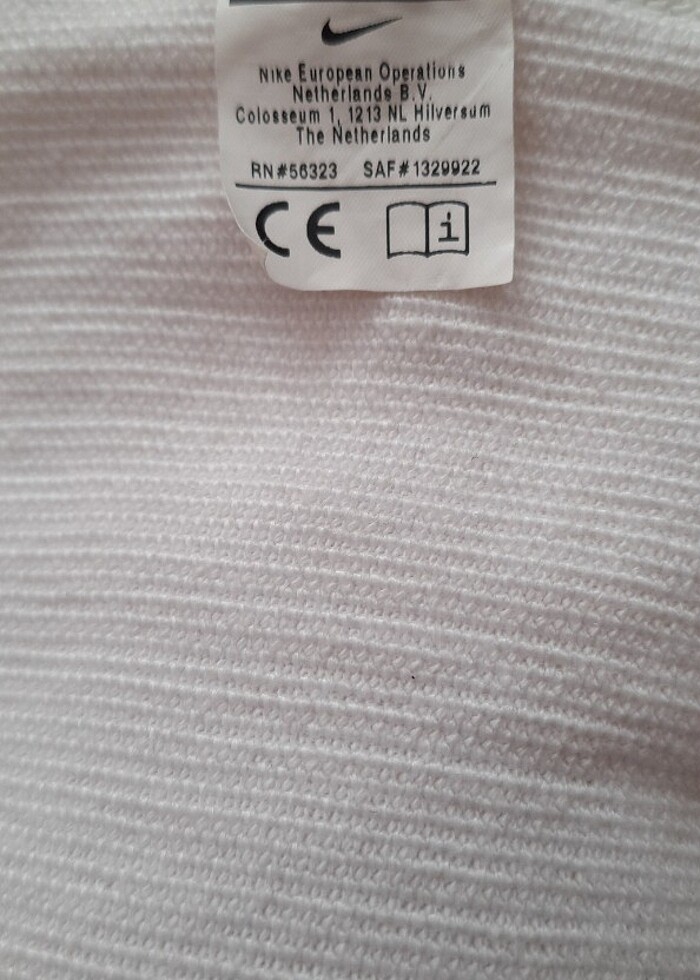 Nike European Operations
Netherlands B.V.
Colosseum 1, 1213 NL Hilversum
The Netherlands
RN#56323 SAF#1329922
CE i